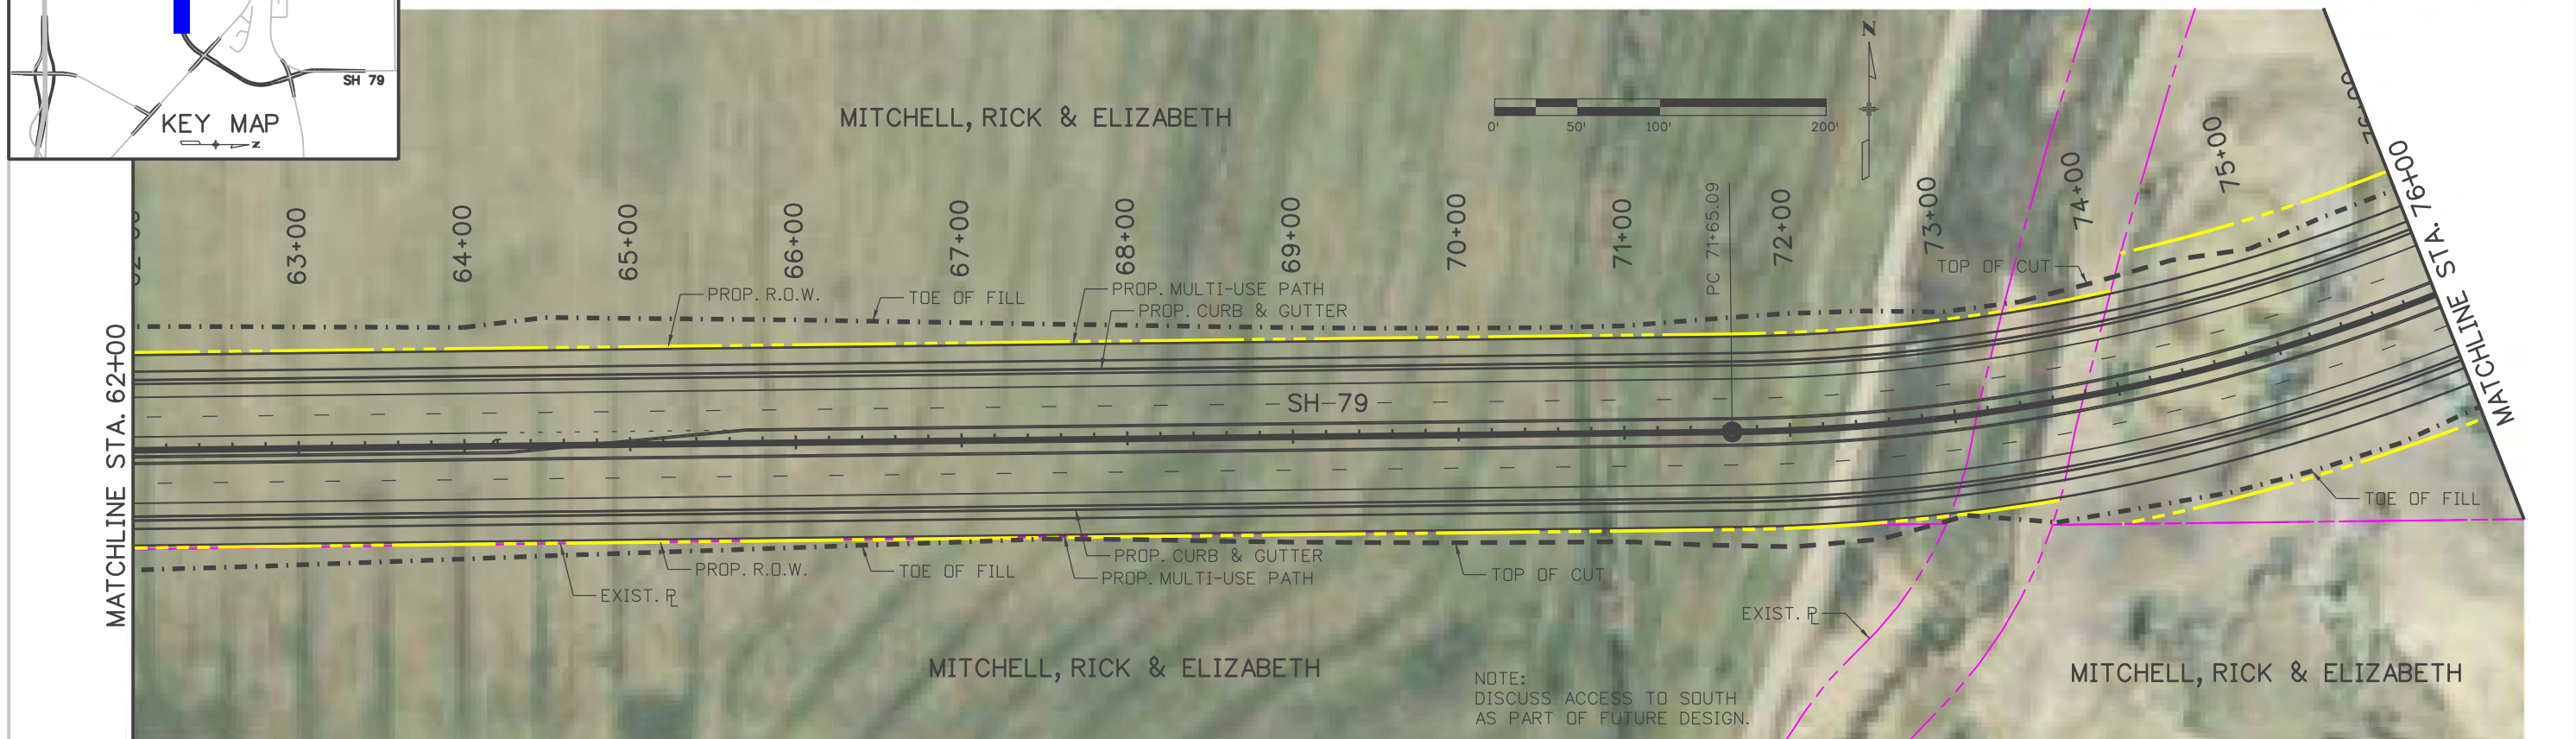 SH 79
KEY MAP
N
MITCHELL, RICK & ELIZABETH
0' 50' 100' 200'
N
63+00
64+00
65+00
66+00
67+00
68+00
69+00
70+00
71+00
PC 71+65.09
72+00
73+00
74+00
75+00
MATCHLINE STA. 62+00
MATCHLINE STA. 76+00
PROP. R.O.W.
TOE OF FILL
PROP. MULTI-USE PATH
PROP. CURB & GUTTER
TOP OF CUT
SH-79
EXIST. PL
PROP. R.O.W.
TOE OF FILL
PROP. CURB & GUTTER
PROP. MULTI-USE PATH
TOP OF CUT
TOE OF FILL
EXIST. PL
MITCHELL, RICK & ELIZABETH
NOTE:
DISCUSS ACCESS TO SOUTH
AS PART OF FUTURE DESIGN.
MITCHELL, RICK & ELIZABETH